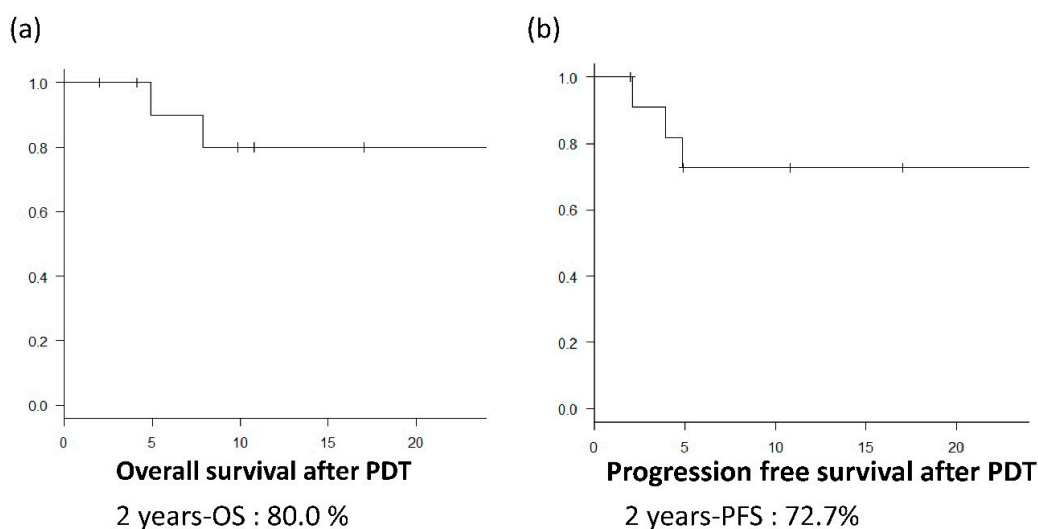 (a)
1.0
0.8
0.6
0.4
0.2
0.0
0 5 10 15 20
Overall survival after PDT
2 years-OS : 80.0 %
(b)
1.0
0.8
0.6
0.4
0.2
0.0
0 5 10 15 20
Progression free survival after PDT
2 years-PFS : 72.7%